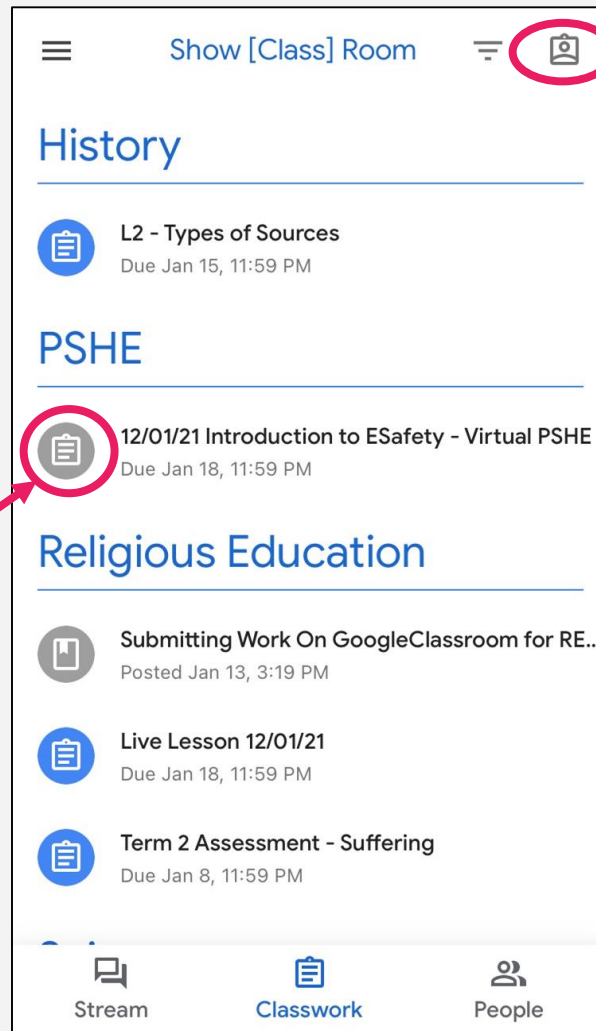 Show [Class] Room
History
L2 - Types of Sources
Due Jan 15, 11:59 PM
PSHE
12/01/21 Introduction to ESafety - Virtual PSHE
Due Jan 18, 11:59 PM
Religious Education
Submitting Work On GoogleClassroom for RE..
Posted Jan 13, 3:19 PM
Live Lesson 12/01/21
Due Jan 18, 11:59 PM
Term 2 Assessment - Suffering
Due Jan 8, 11:59 PM
Stream
Classwork
People